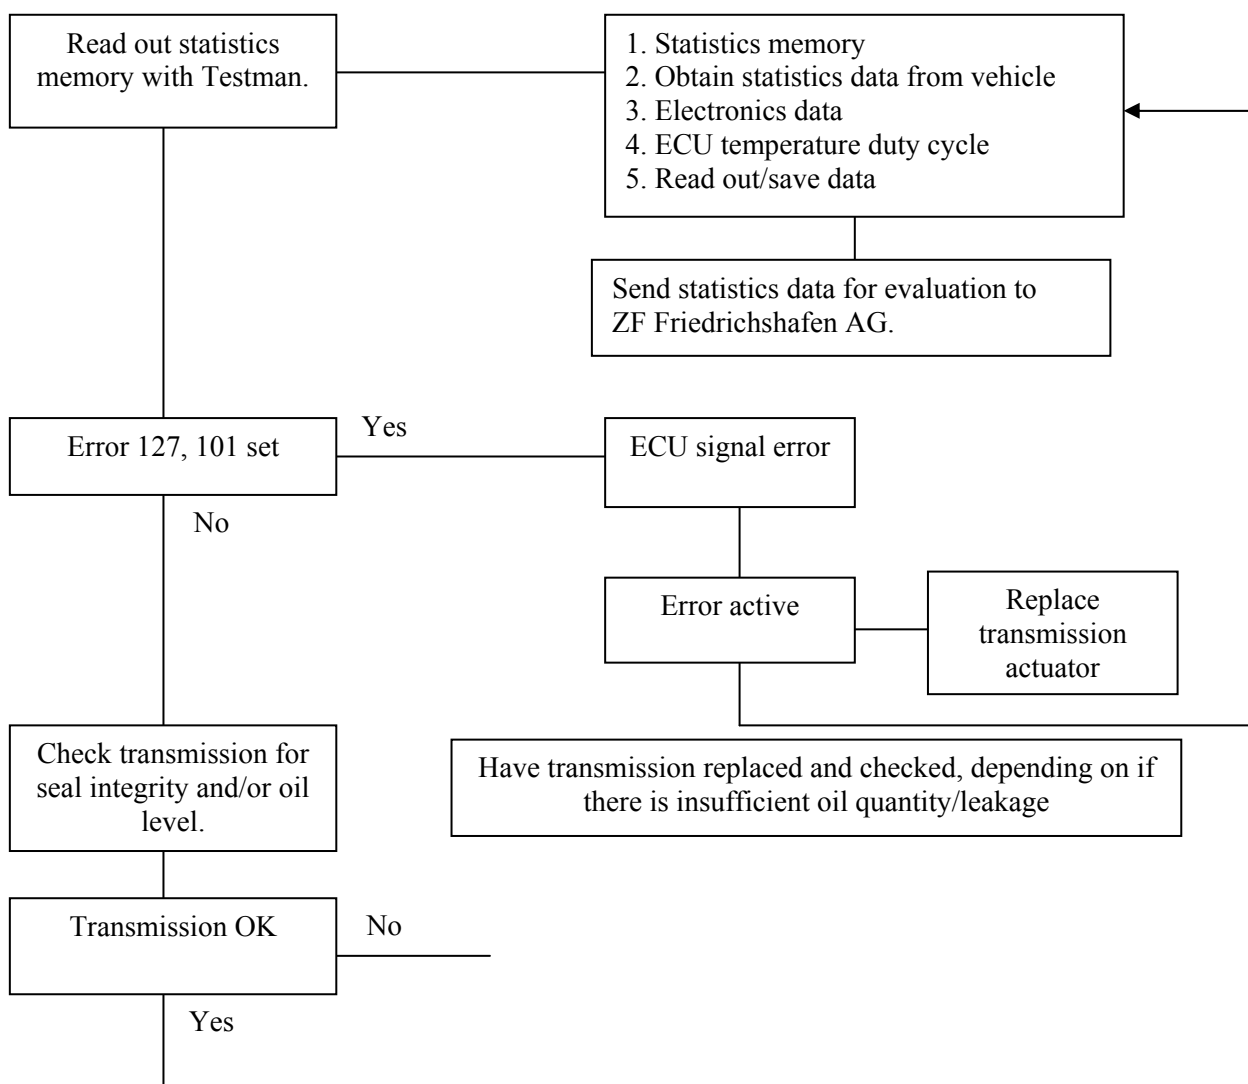 Read out statistics
memory with Testman.
1. Statistics memory
2. Obtain statistics data from vehicle
3. Electronics data
4. ECU temperature duty cycle
5. Read out/save data
Send statistics data for evaluation to
ZF Friedrichshafen AG.
Error 127, 101 set
Yes
ECU signal error
No
Error active
Replace
transmission
actuator
Check transmission for
seal integrity and/or oil
level.
Have transmission replaced and checked, depending on if
there is insufficient oil quantity/leakage
Transmission OK
No
Yes